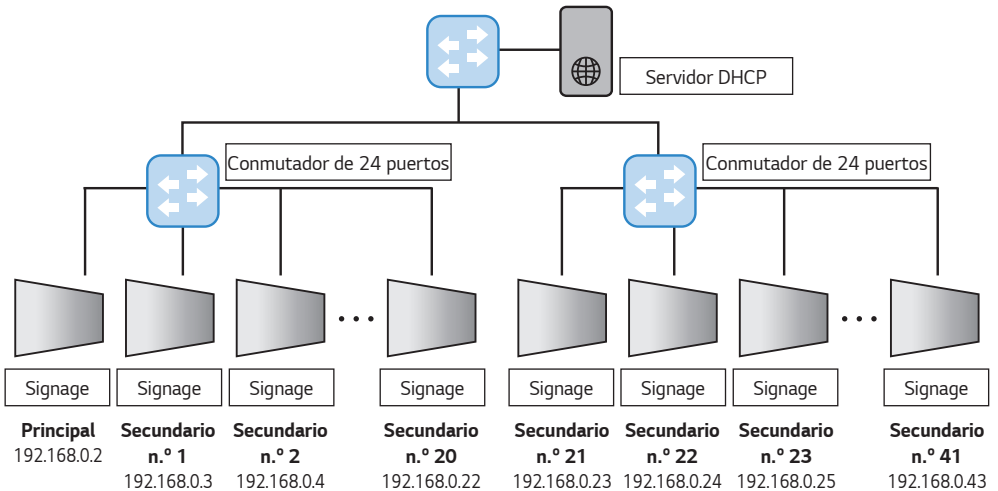 Servidor DHCP
Conmutador de 24 puertos
Conmutador de 24 puertos
Signage
Signage
Signage
Signage
Signage
Signage
Signage
Signage
Principal
192.168.0.2
Secundario
n.º 1
192.168.0.3
Secundario
n.º 2
192.168.0.4
Secundario
n.º 20
192.168.0.22
Secundario
n.º 21
192.168.0.23
Secundario
n.º 22
192.168.0.24
Secundario
n.º 23
192.168.0.25
Secundario
n.º 41
192.168.0.43